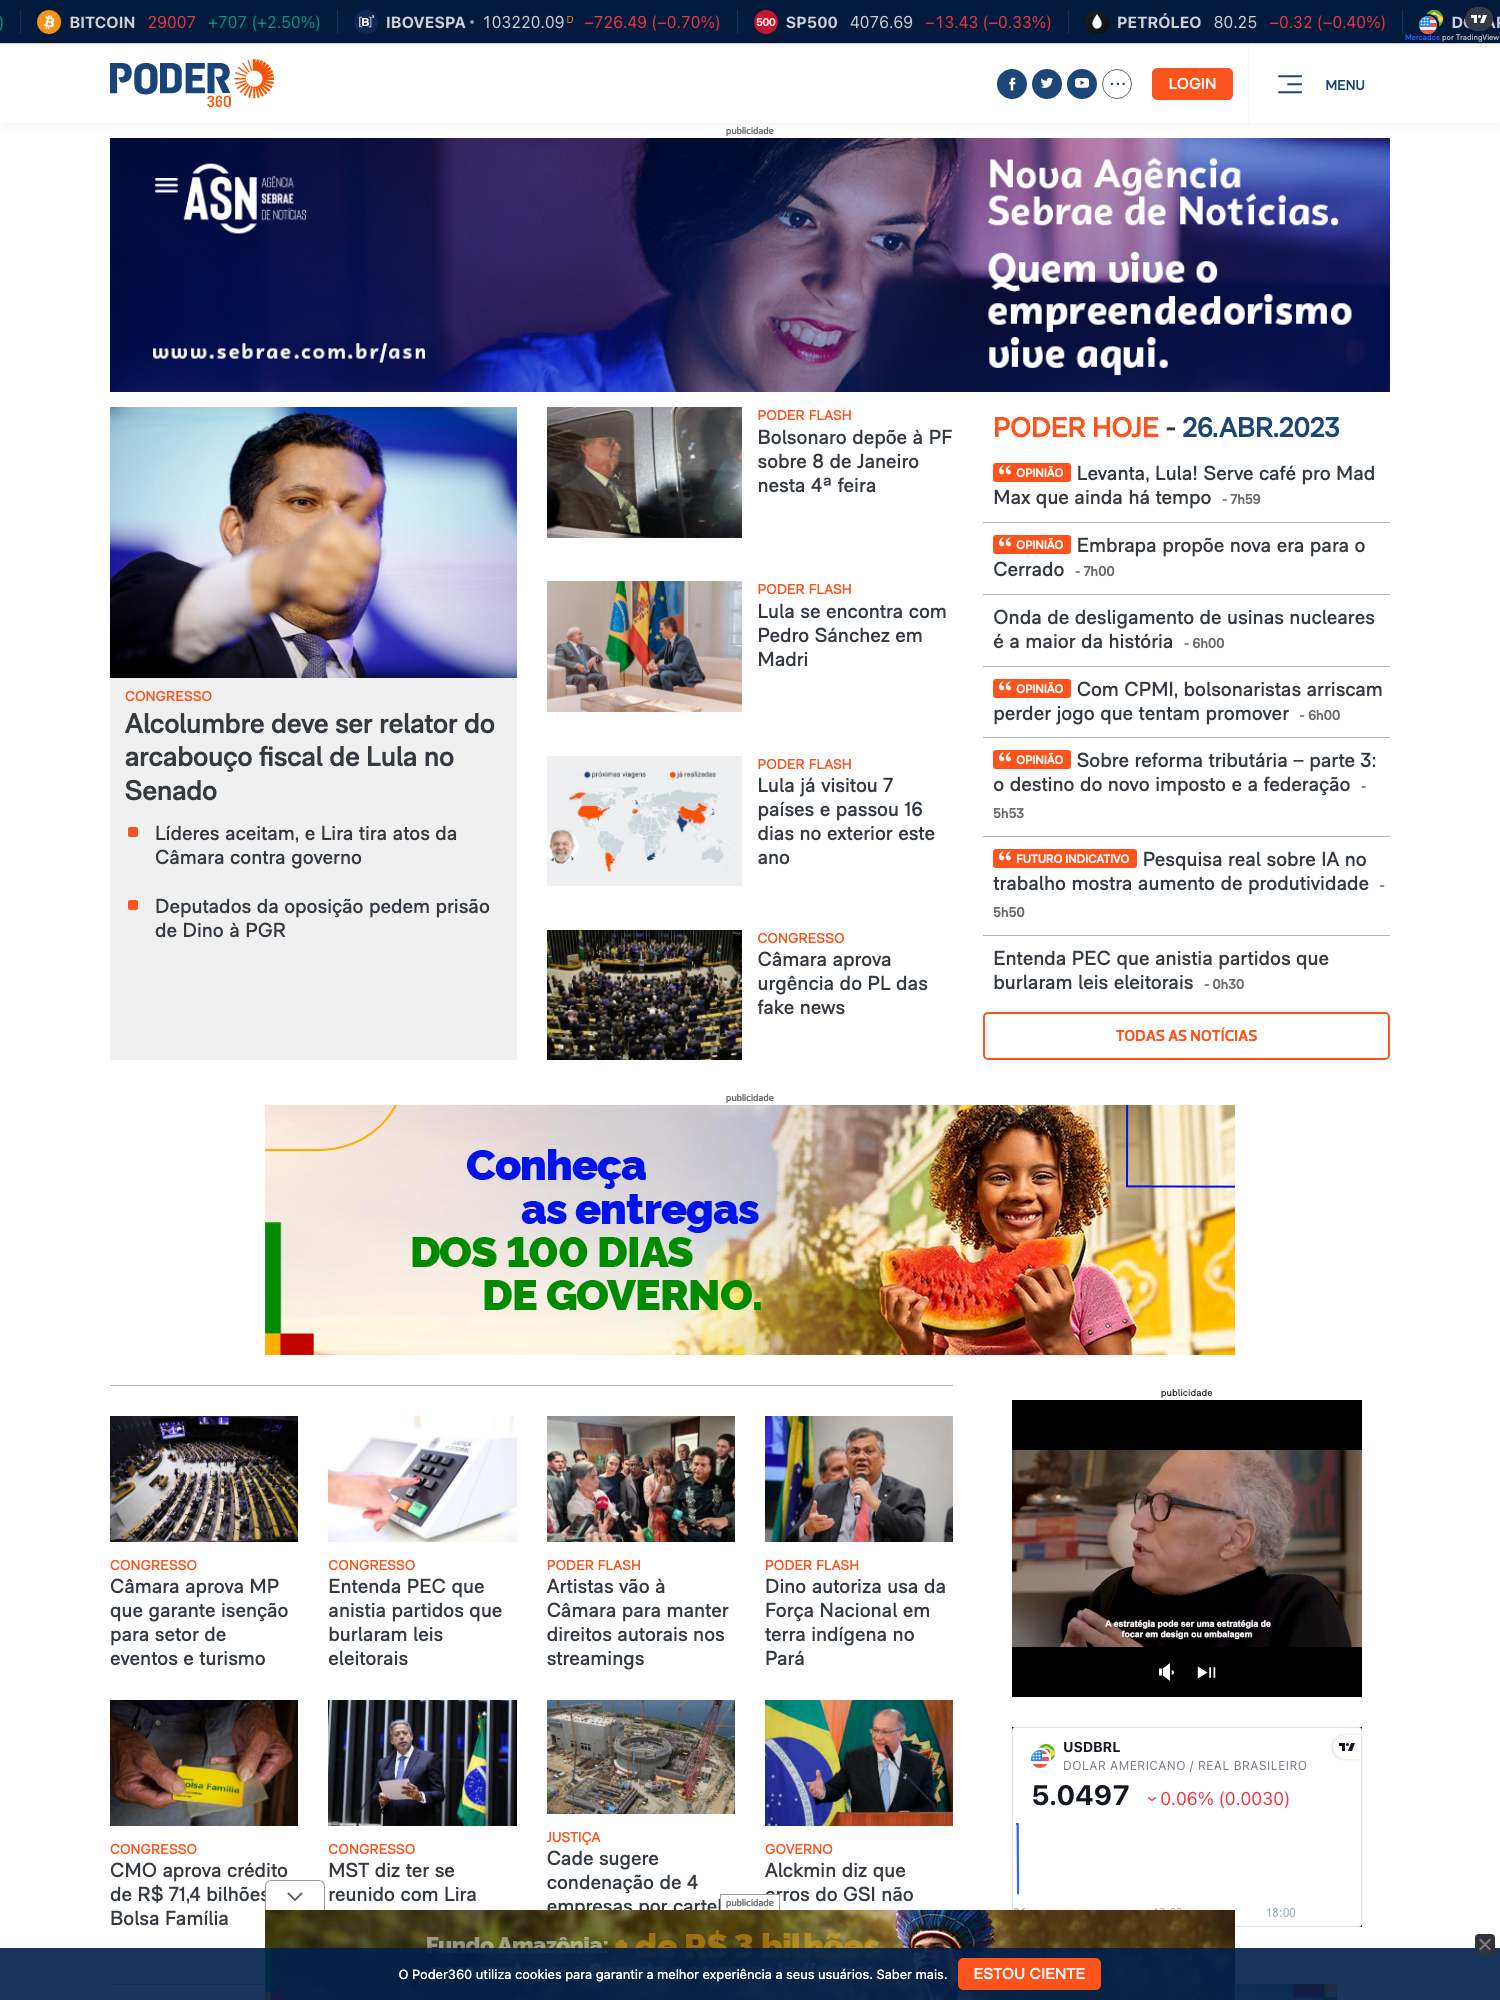 BITCOIN 29007 +707 (+2.50%)
IBOVESPA 103220.09 D −726.49 (−0.70%)
500 SP500 4076.69 −13.43 (−0.33%)
PETRÓLEO 80.25 −0.32 (−0.40%)
Mercados por TradingView
PODER
360
LOGIN
MENU
publicidade
ASN AGÊNCIA
SEBRAE
DE NOTÍCIAS
www.sebrae.com.br/asn
Nova Agência
Sebrae de Notícias.
Quem vive o
empreendedorismo
vive aqui.
CONGRESSO
Alcolumbre deve ser relator do
arcabouço fiscal de Lula no
Senado
Líderes aceitam, e Lira tira atos da
Câmara contra governo
Deputados da oposição pedem prisão
de Dino à PGR
PODER FLASH
Bolsonaro depõe à PF
sobre 8 de Janeiro
nesta 4ª feira
PODER FLASH
Lula se encontra com
Pedro Sánchez em
Madri
próximas viagens já realizadas
PODER FLASH
Lula já visitou 7
países e passou 16
dias no exterior este
ano
CONGRESSO
Câmara aprova
urgência do PL das
fake news
PODER HOJE - 26.ABR.2023
OPINIÃO Levanta, Lula! Serve café pro Mad
Max que ainda há tempo - 7h59
OPINIÃO Embrapa propõe nova era para o
Cerrado - 7h00
Onda de desligamento de usinas nucleares
é a maior da história - 6h00
OPINIÃO Com CPMI, bolsonaristas arriscam
perder jogo que tentam promover - 6h00
OPINIÃO Sobre reforma tributária – parte 3:
o destino do novo imposto e a federação -
5h53
FUTURO INDICATIVO Pesquisa real sobre IA no
trabalho mostra aumento de produtividade -
5h50
Entenda PEC que anistia partidos que
burlaram leis eleitorais - 0h30
TODAS AS NOTÍCIAS
publicidade
Conheça
as entregas
DOS 100 DIAS
DE GOVERNO.
CONGRESSO
Câmara aprova MP
que garante isenção
para setor de
eventos e turismo
CONGRESSO
Entenda PEC que
anistia partidos que
burlaram leis
eleitorais
PODER FLASH
Artistas vão à
Câmara para manter
direitos autorais nos
streamings
PODER FLASH
Dino autoriza usa da
Força Nacional em
terra indígena no
Pará
publicidade
A estratégia pode ser uma estratégia de
focar em design ou embalagem
USDBRL
DOLAR AMERICANO / REAL BRASILEIRO
5.0497 0.06% (0.0030)
18:00
Bolsa Família
CONGRESSO
CMO aprova crédito
de R$ 71,4 bilhões
Bolsa Família
CONGRESSO
MST diz ter se
reunido com Lira
JUSTIÇA
Cade sugere
condenação de 4
empresas por cartel
GOVERNO
Alckmin diz que
erros do GSI não
publicidade
Fundo Amazônia: + de R$ 3 bilhões
O Poder360 utiliza cookies para garantir a melhor experiência a seus usuários. Saber mais.
ESTOU CIENTE